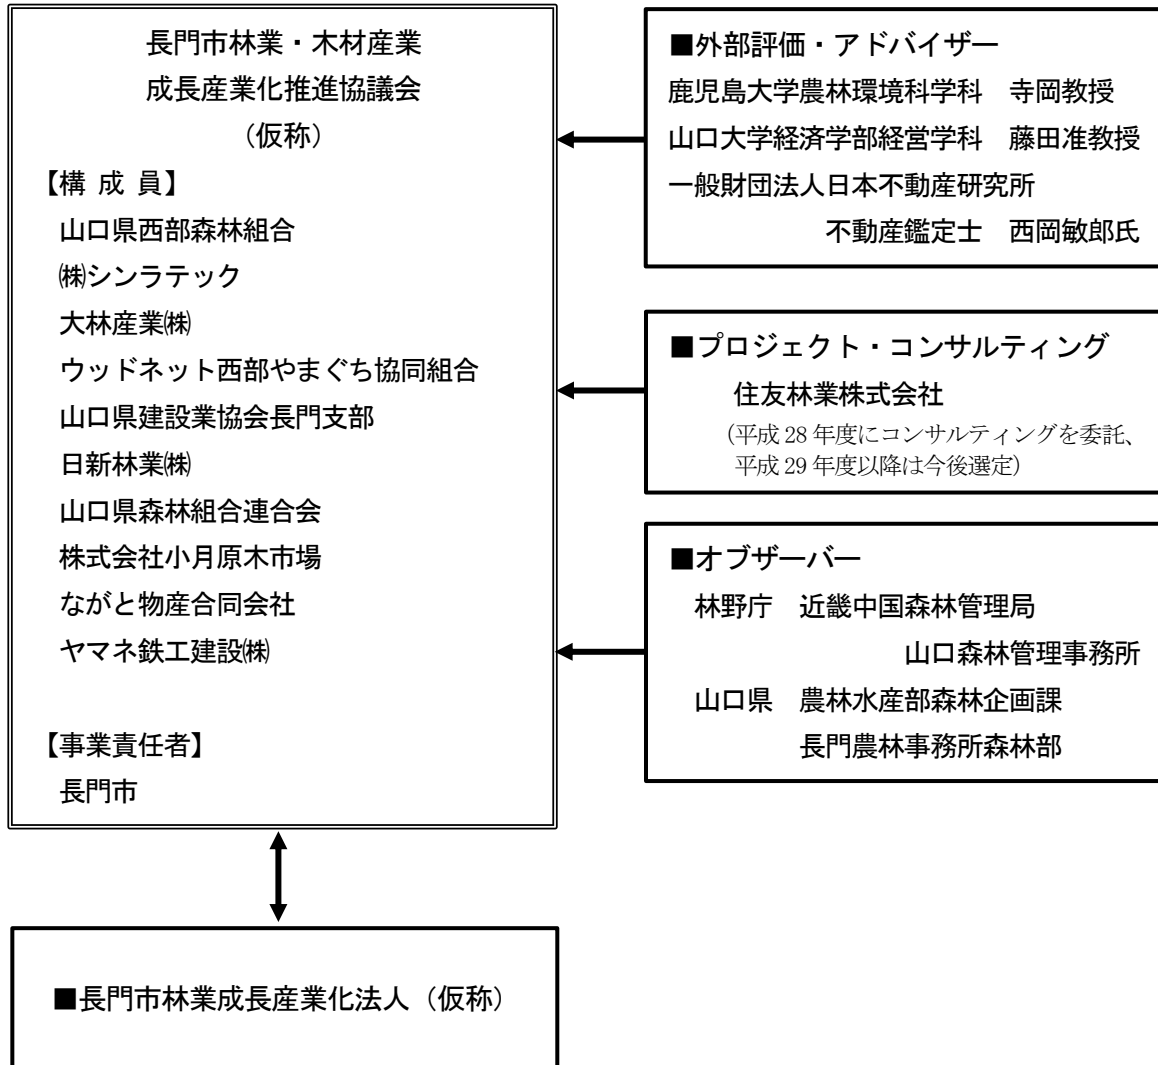 長門市林業・木材産業
成長産業化推進協議会
（仮称）
【構 成 員】
山口県西部森林組合
㈱シンラテック
大林産業㈱
ウッドネット西部やまぐち協同組合
山口県建設業協会長門支部
日新林業㈱
山口県森林組合連合会
株式会社小月原木市場
ながと物産合同会社
ヤマネ鉄工建設㈱
【事業責任者】
長門市
■外部評価・アドバイザー
鹿児島大学農林環境科学科　寺岡教授
山口大学経済学部経営学科　藤田准教授
一般財団法人日本不動産研究所
不動産鑑定士　西岡敏郎氏
■プロジェクト・コンサルティング
住友林業株式会社
（平成 28 年度にコンサルティングを委託、
平成 29 年度以降は今後選定）
■オブザーバー
林野庁　近畿中国森林管理局
山口森林管理事務所
山口県　農林水産部森林企画課
長門農林事務所森林部
■長門市林業成長産業化法人（仮称）